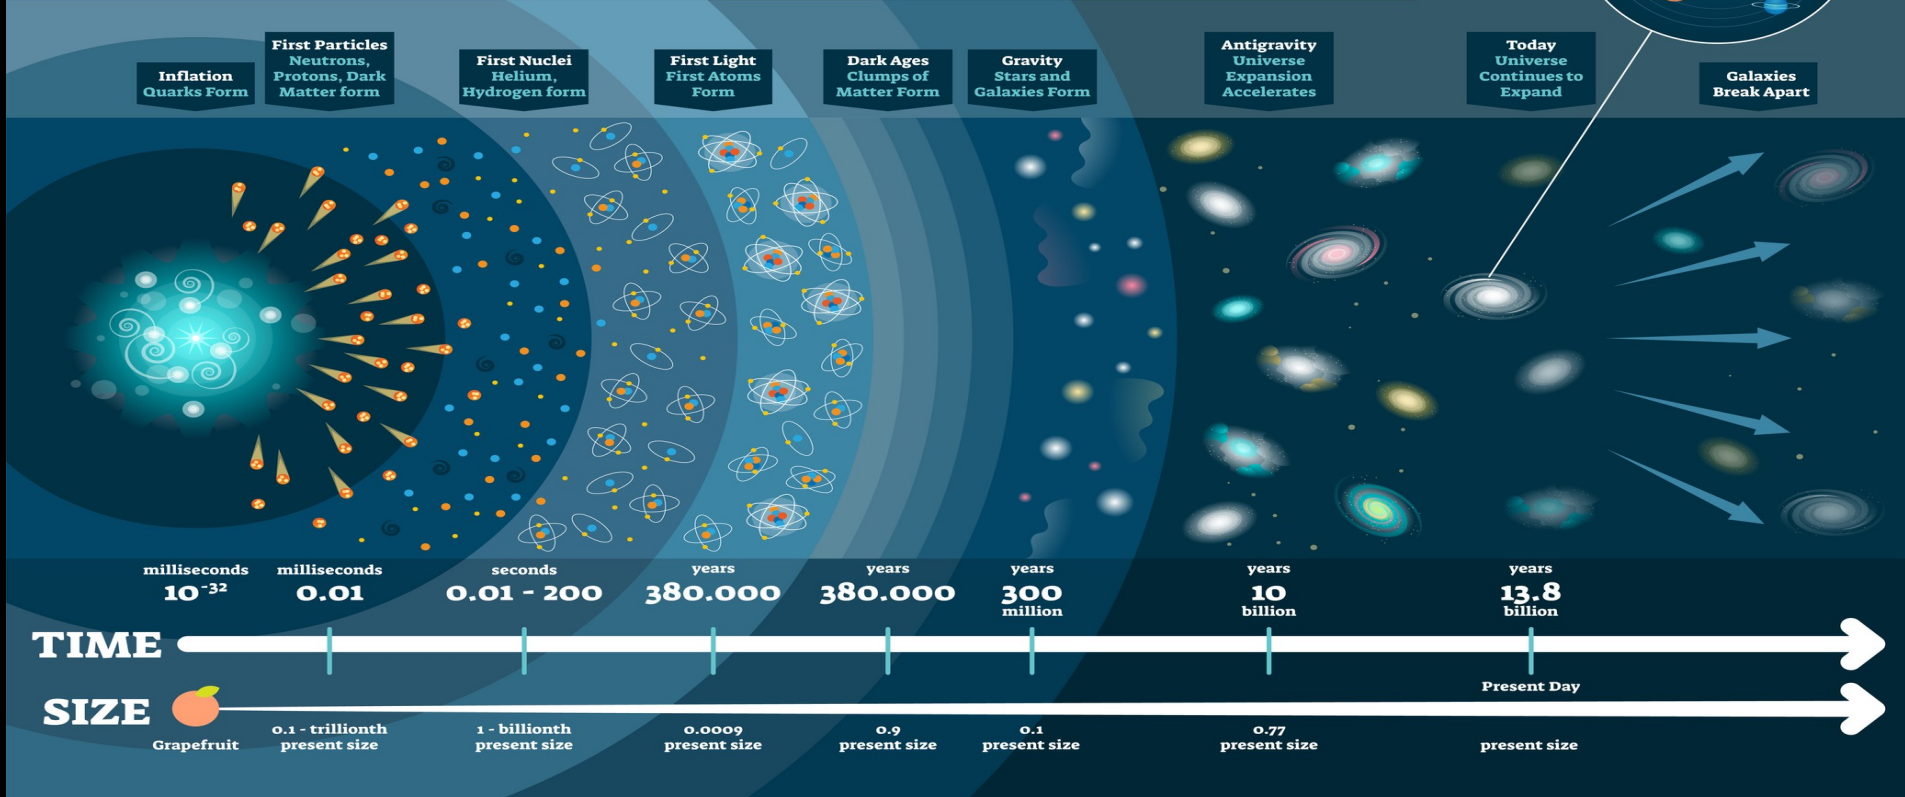 Inflation
Quarks Form
First Particles
Neutrons,
Protons, Dark
Matter form
First Nuclei
Helium,
Hydrogen form
First Light
First Atoms
Form
Dark Ages
Clumps of
Matter Form
Gravity
Stars and
Galaxies Form
Antigravity
Universe
Expansion
Accelerates
Today
Universe
Continues to
Expand
Galaxies
Break Apart
milliseconds
10⁻³²
milliseconds
0.01
seconds
0.01 - 200
years
380.000
years
380.000
years
300
million
years
10
billion
years
13.8
billion
TIME
Present Day
SIZE
Grapefruit
0.1 - trillionth
present size
1 - billionth
present size
0.0009
present size
0.9
present size
0.1
present size
0.77
present size
present size